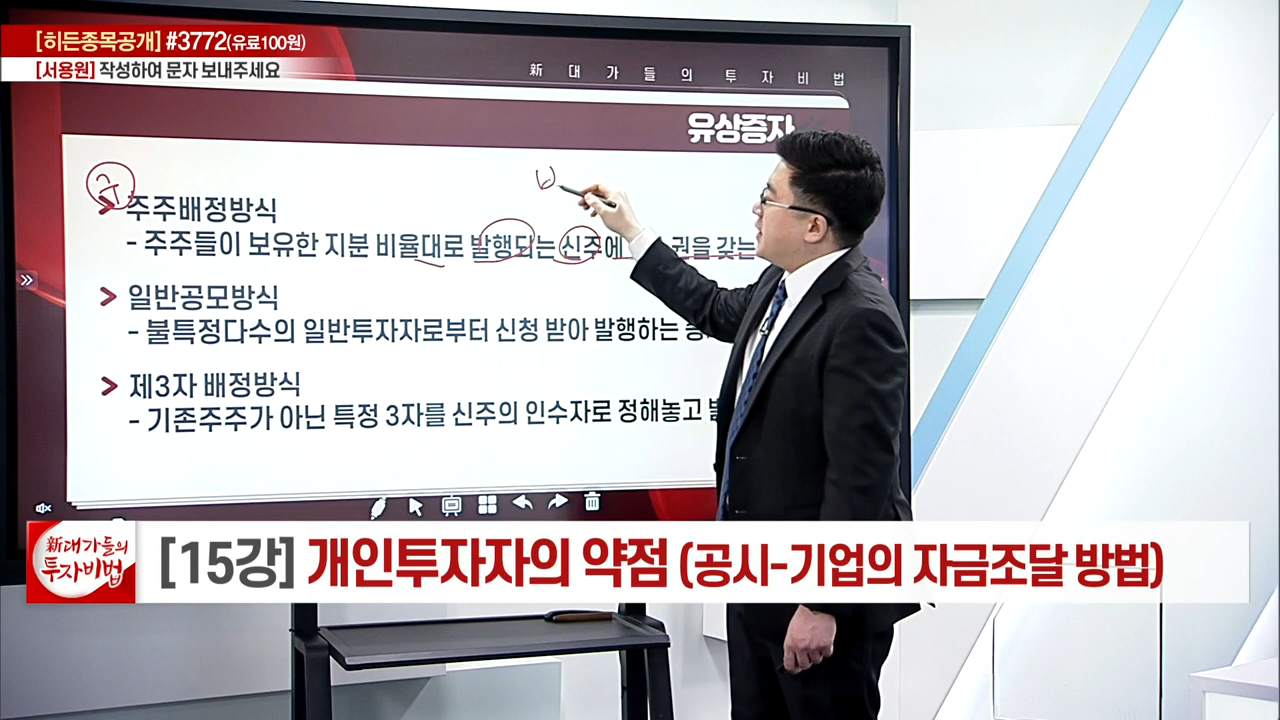 [히든종목공개] #3772(유료100원)
[서용원] 작성하여 문자 보내주세요
新대가들의 투자비법
유상증자
주
주주배정방식
- 주주들이 보유한 지분 비율대로 발행되는 신주에 권을 갖는
일반공모방식
- 불특정다수의 일반투자자로부터 신청 받아 발행하는
제3자 배정방식
- 기존주주가 아닌 특정 3자를 신주의 인수자로 정해놓고
新대가들의
투자비법
[15강] 개인투자자의 약점 (공시-기업의 자금조달 방법)